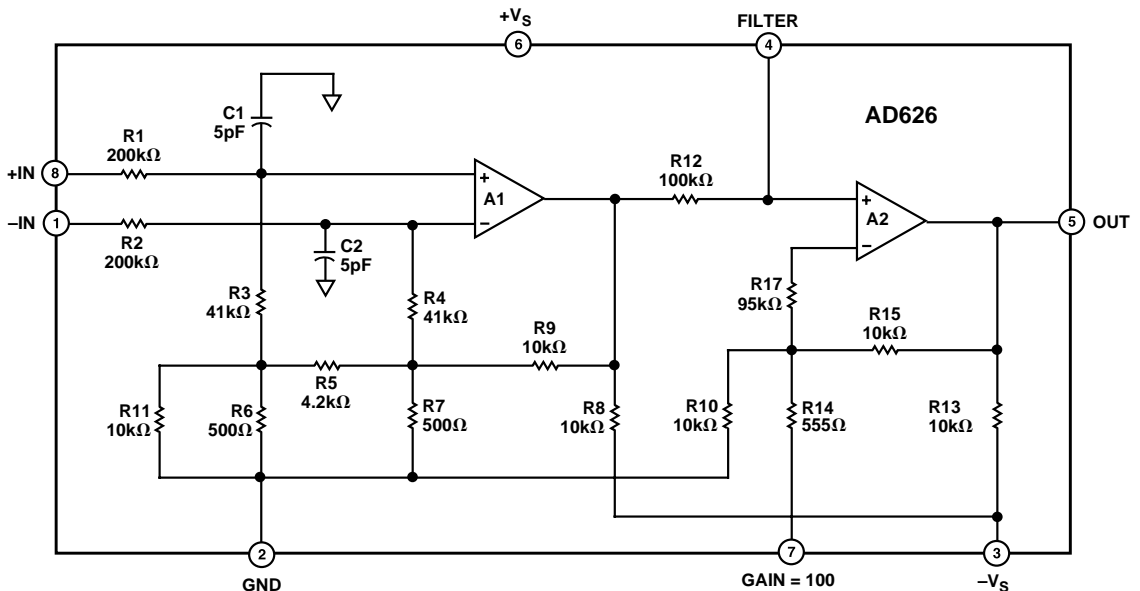 +VS
6
FILTER
4
AD626
C1
5pF
R1
200kΩ
+IN
8
–IN
1
R2
200kΩ
C2
5pF
+
A1
–
R12
100kΩ
+
A2
–
5
OUT
R3
41kΩ
R4
41kΩ
R17
95kΩ
R9
10kΩ
R15
10kΩ
R5
4.2kΩ
R11
10kΩ
R6
500Ω
R7
500Ω
R8
10kΩ
R10
10kΩ
R14
555Ω
R13
10kΩ
2
GND
7
GAIN = 100
3
–VS